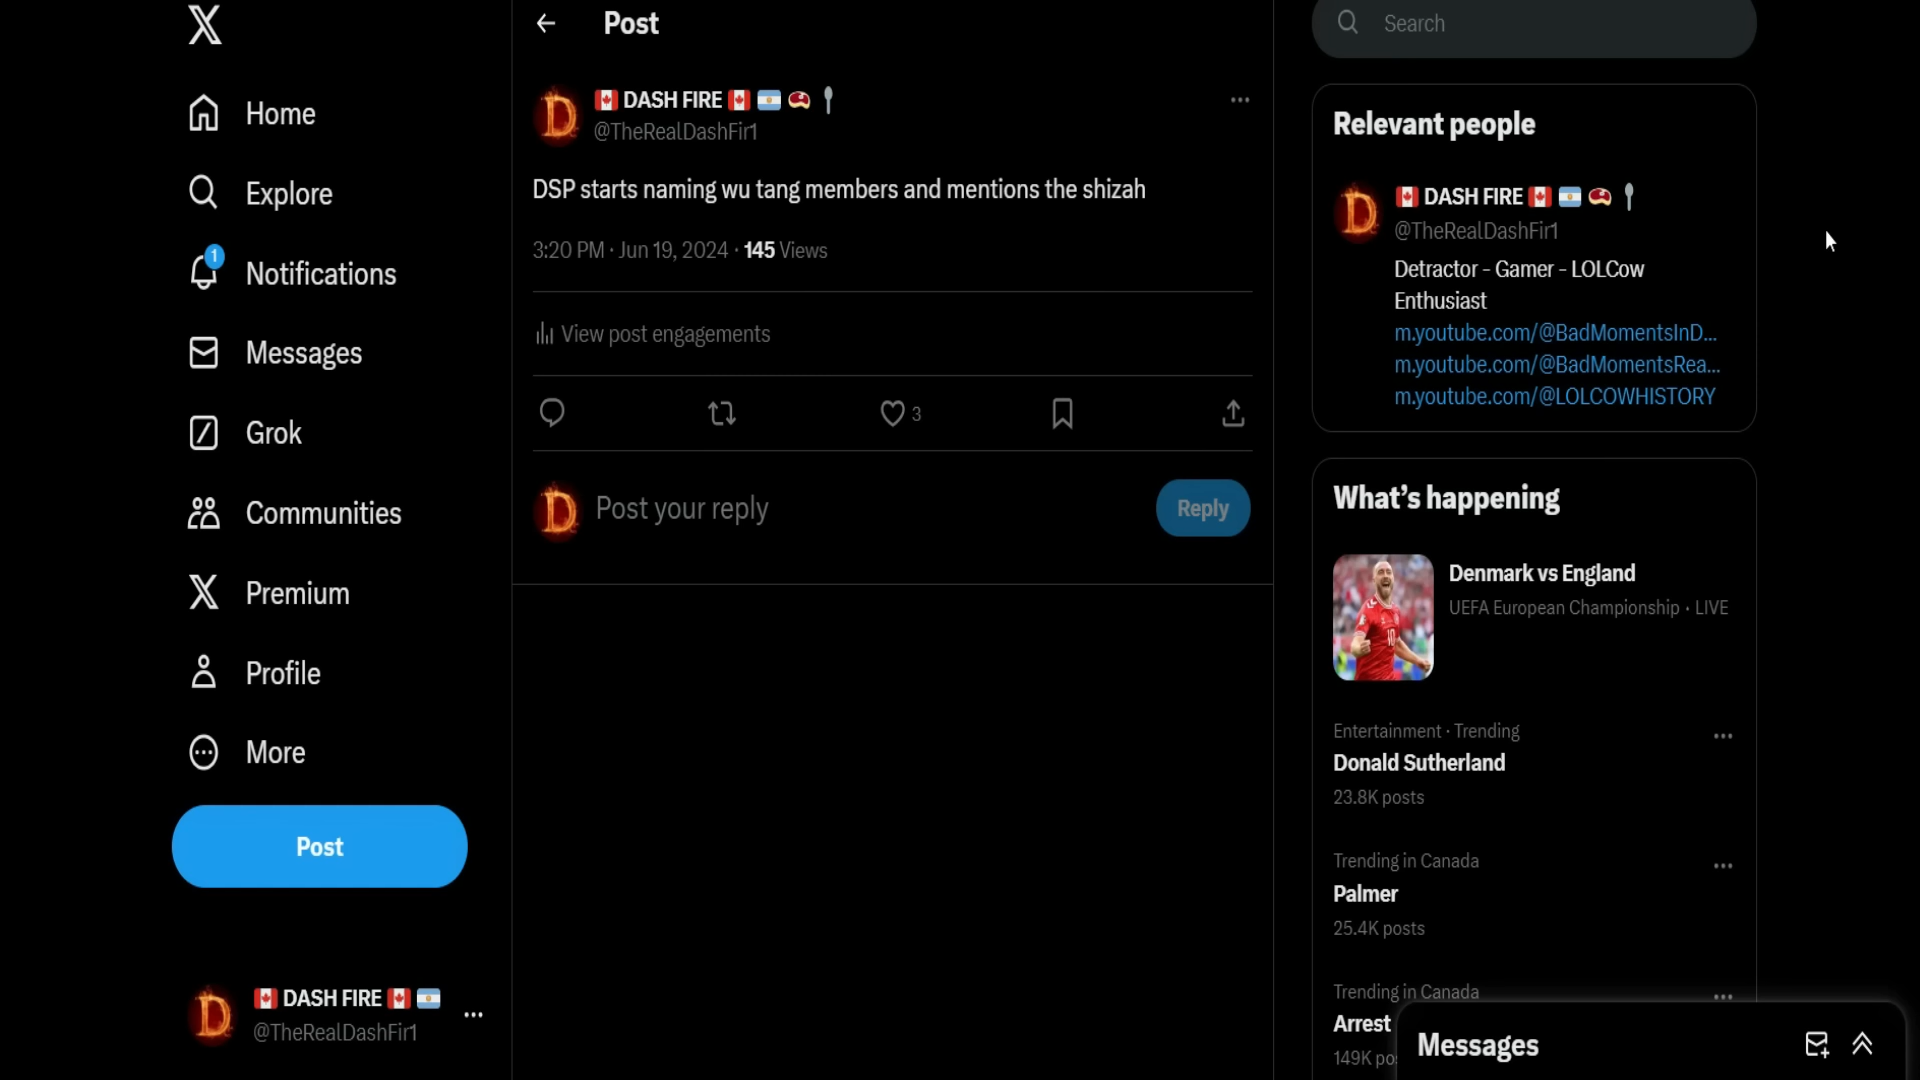 Home
Explore
1
Notifications
Messages
Grok
Communities
Premium
Profile
More
Post
DASH FIRE
@TheRealDashFir1
Post
DASH FIRE
@TheRealDashFir1
DSP starts naming wu tang members and mentions the shizah
3:20 PM · Jun 19, 2024 · 145 Views
View post engagements
3
Post your reply
Reply
Search
Relevant people
DASH FIRE
@TheRealDashFir1
Detractor - Gamer - LOLCow
Enthusiast
m.youtube.com/@BadMomentsInD...
m.youtube.com/@BadMomentsRea...
m.youtube.com/@LOLCOWHISTORY
What's happening
Denmark vs England
UEFA European Championship · LIVE
Entertainment · Trending
Donald Sutherland
23.8K posts
Trending in Canada
Palmer
25.4K posts
Trending in Canada
Arrest
149K po
Messages